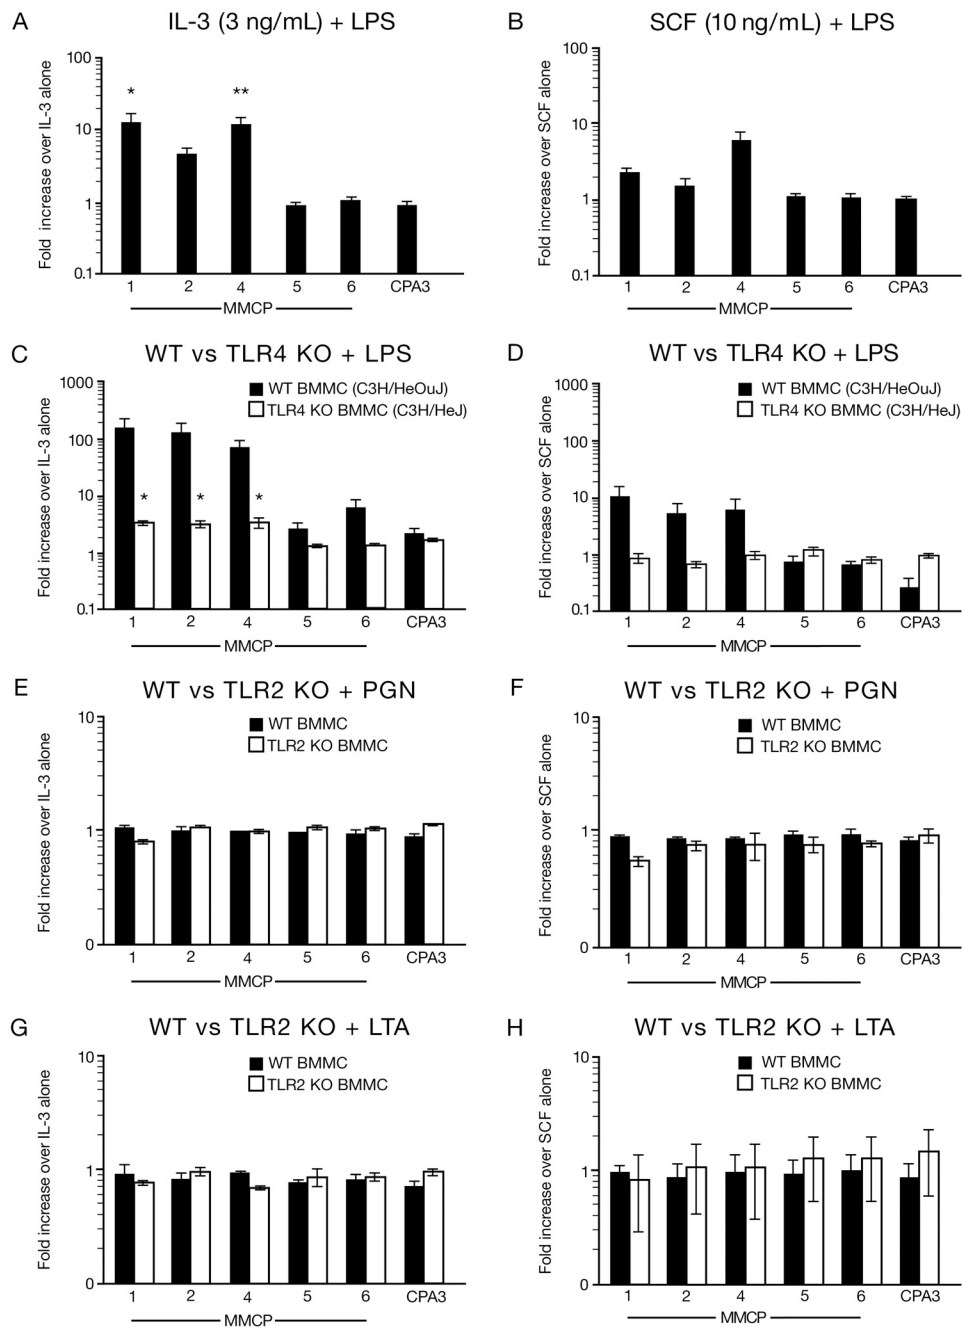 A
IL-3 (3 ng/mL) + LPS
Fold increase over IL-3 alone
100
10
1
0.1
*
**
1 2 4 5 6 CPA3
MMCP
B
SCF (10 ng/mL) + LPS
Fold increase over SCF alone
100
10
1
0.1
1 2 4 5 6 CPA3
MMCP
C
WT vs TLR4 KO + LPS
WT BMMC (C3H/HeOuJ)
TLR4 KO BMMC (C3H/HeJ)
Fold increase over IL-3 alone
1000
100
10
1
0.1
* * *
1 2 4 5 6 CPA3
MMCP
D
WT vs TLR4 KO + LPS
WT BMMC (C3H/HeOuJ)
TLR4 KO BMMC (C3H/HeJ)
Fold increase over SCF alone
1000
100
10
1
0.1
1 2 4 5 6 CPA3
MMCP
E
WT vs TLR2 KO + PGN
WT BMMC
TLR2 KO BMMC
Fold increase over IL-3 alone
10
1
0
1 2 4 5 6 CPA3
MMCP
F
WT vs TLR2 KO + PGN
WT BMMC
TLR2 KO BMMC
Fold increase over SCF alone
10
1
0
1 2 4 5 6 CPA3
MMCP
G
WT vs TLR2 KO + LTA
WT BMMC
TLR2 KO BMMC
Fold increase over IL-3 alone
10
1
0
1 2 4 5 6 CPA3
MMCP
H
WT vs TLR2 KO + LTA
WT BMMC
TLR2 KO BMMC
Fold increase over SCF alone
10
1
0
1 2 4 5 6 CPA3
MMCP